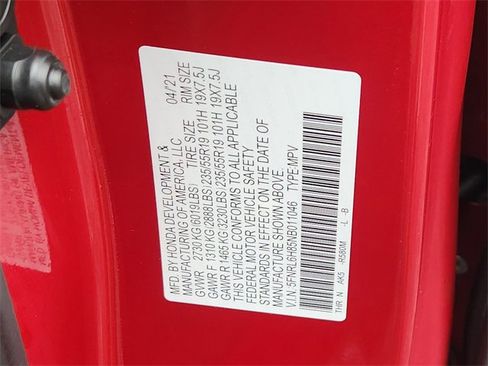 MFD. BY HONDA DEVELOPMENT & 04/'21
MANUFACTURING OF AMERICA, LLC
TIRE SIZE RIM SIZE
GVWR 2730 KG(6019LBS)
GAWR F 1310 KG(2888LBS) 235/55R19 101H 19X7.5J
GAWR R 1465 KG(3230LBS) 235/55R19 101H 19X7.5J
THIS VEHICLE CONFORMS TO ALL APPLICABLE
FEDERAL MOTOR VEHICLE SAFETY
STANDARDS IN EFFECT ON THE DATE OF
MANUFACTURE SHOWN ABOVE.
V.I.N. 5FNRL6H85NB011046 TYPE:MPV
THR. N AK5 -R580M -L -B